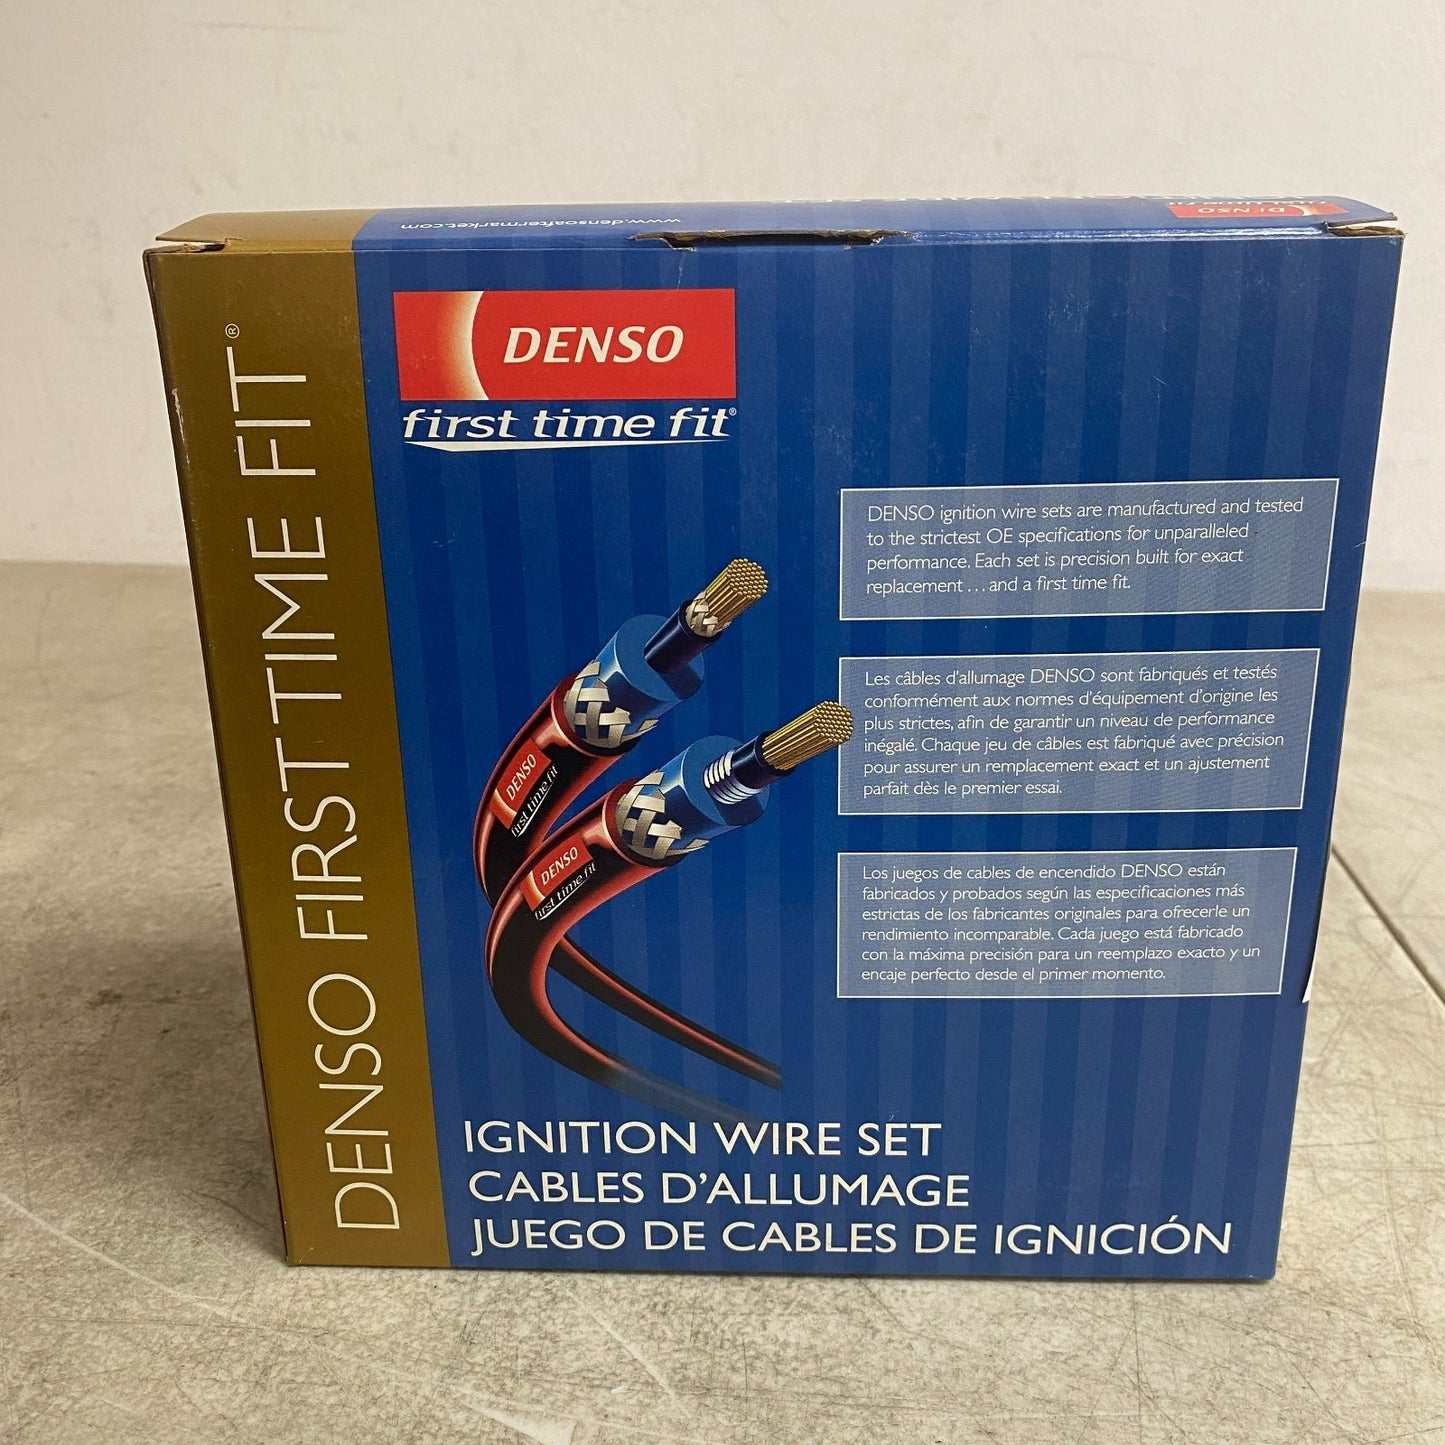 www.densoaftermarket.com
DENSO
DENSO FIRST TIME FIT®
DENSO
first time fit®
DENSO ignition wire sets are manufactured and tested
to the strictest OE specifications for unparalleled
performance. Each set is precision built for exact
replacement . . . and a first time fit.
Les câbles d'allumage DENSO sont fabriqués et testés
conformément aux normes d'équipement d'origine les
plus strictes, afin de garantir un niveau de performance
inégalé. Chaque jeu de câbles est fabriqué avec précision
pour assurer un remplacement exact et un ajustement
parfait dès le premier essai.
Los juegos de cables de encendido DENSO están
fabricados y probados según las especificaciones más
estrictas de los fabricantes originales para ofrecerle un
rendimiento incomparable. Cada juego está fabricado
con la máxima precisión para un reemplazo exacto y un
encaje perfecto desde el primer momento.
DENSO
first time fit
DENSO
first time fit
IGNITION WIRE SET
CABLES D'ALLUMAGE
JUEGO DE CABLES DE IGNICIÓN